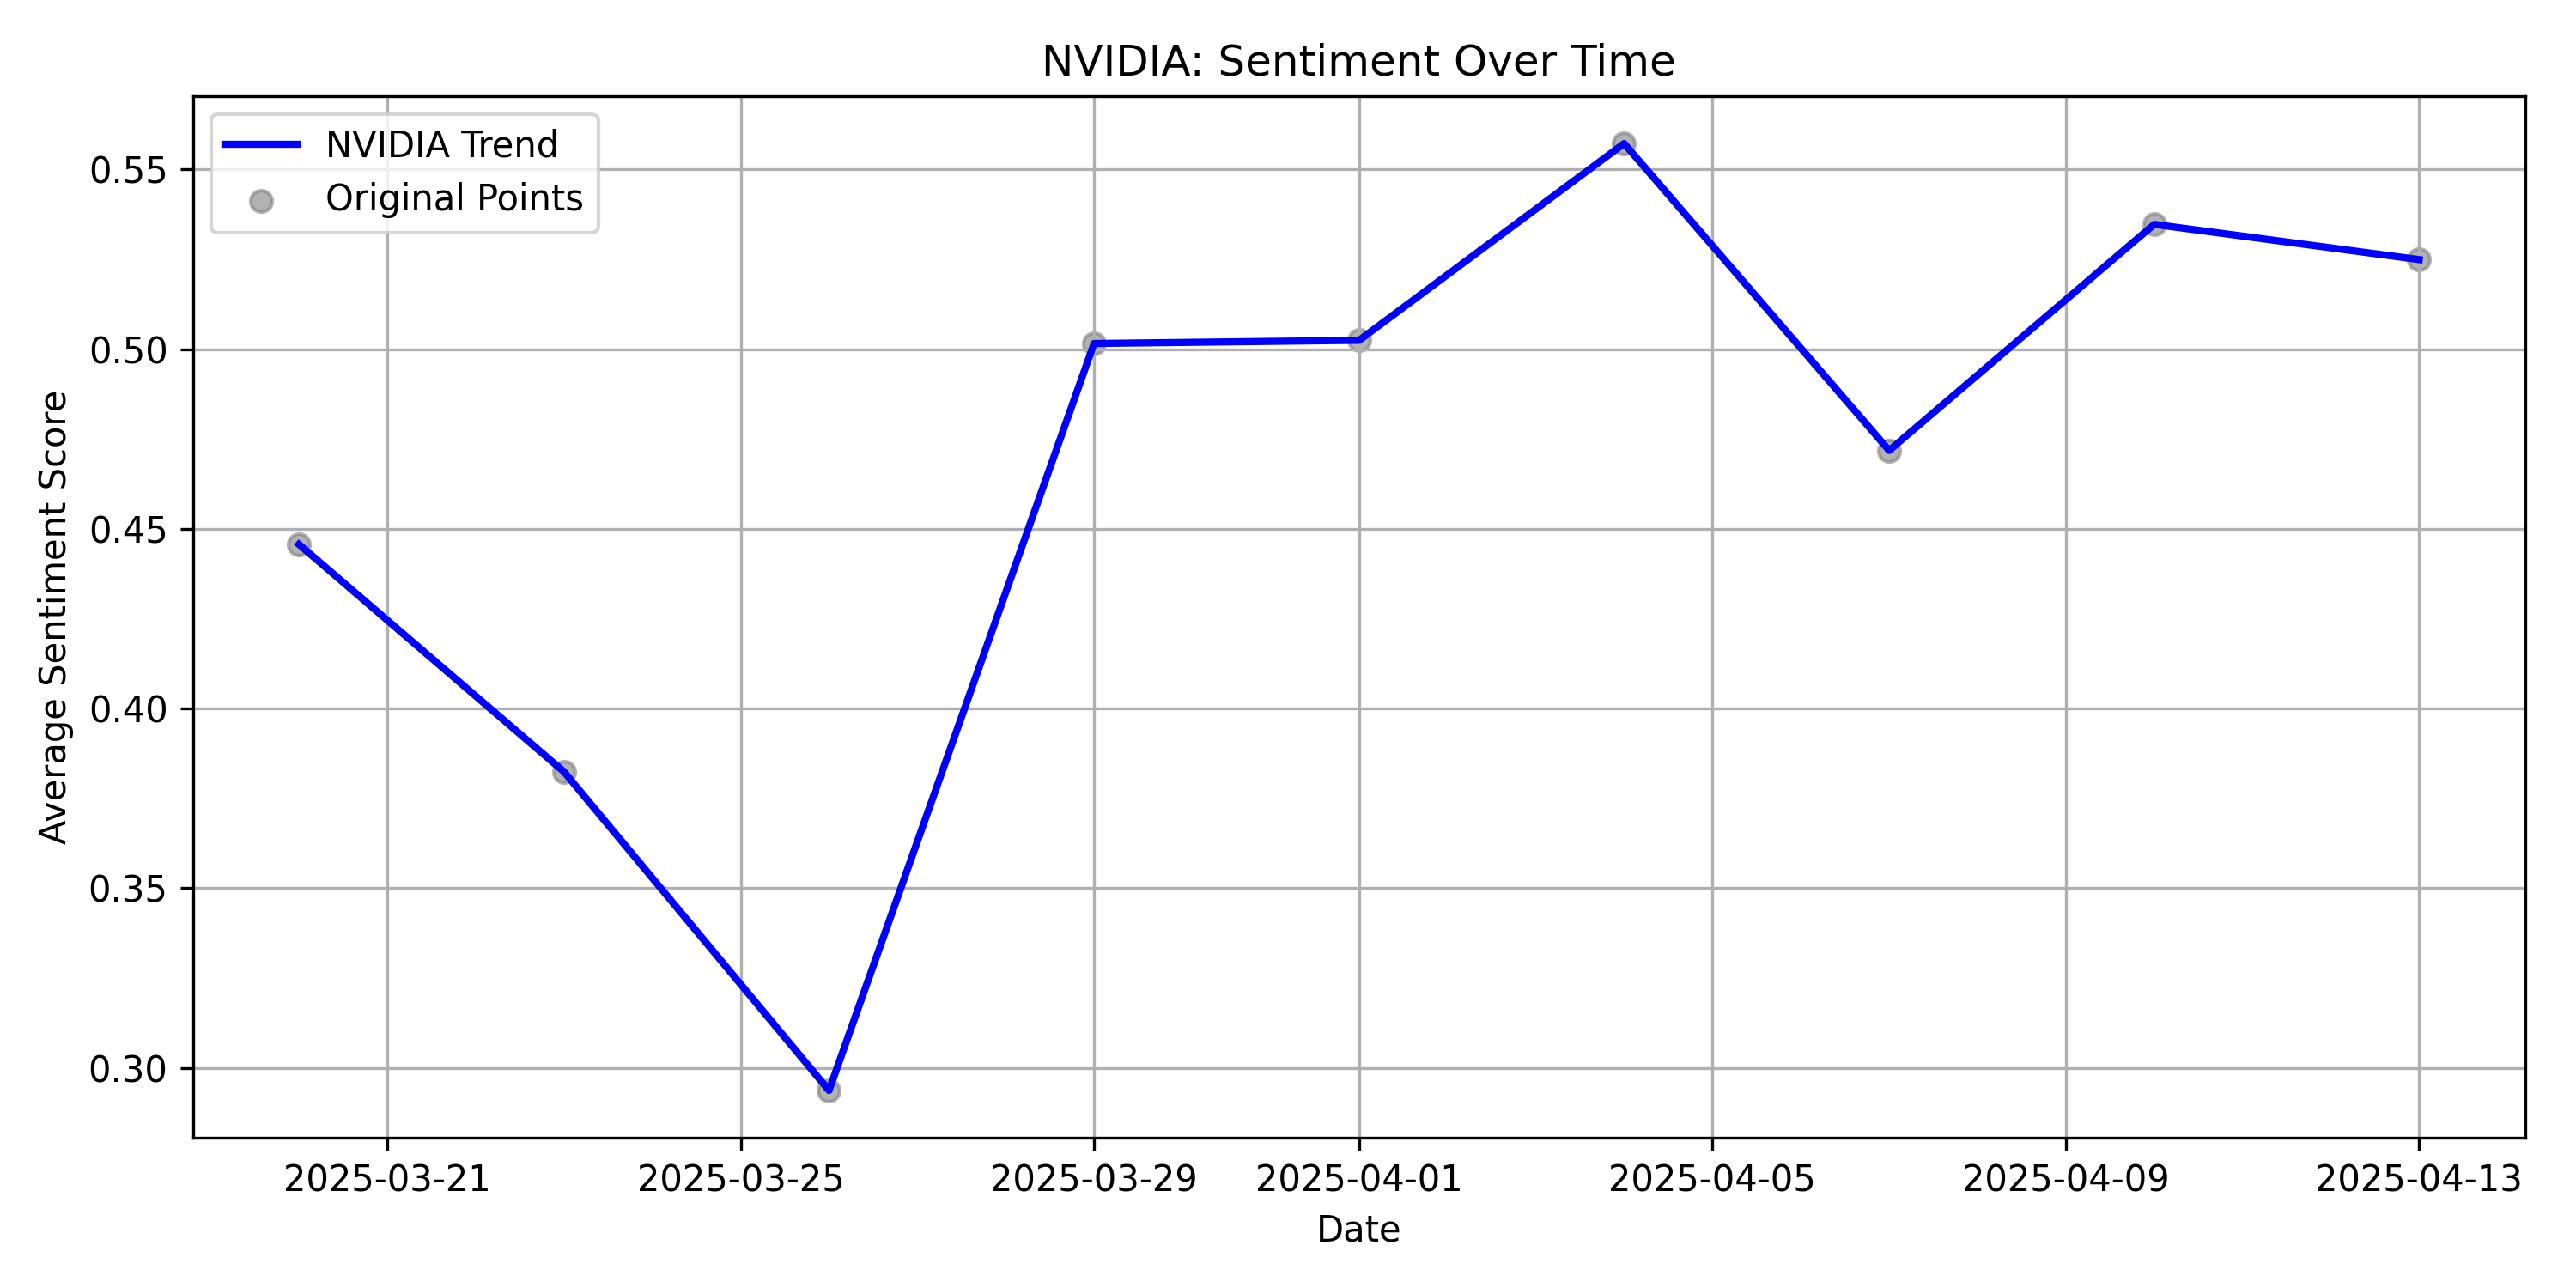 NVIDIA: Sentiment Over Time
NVIDIA Trend
Original Points
Average Sentiment Score
0.55
0.50
0.45
0.40
0.35
0.30
2025-03-21
2025-03-25
2025-03-29
2025-04-01
2025-04-05
2025-04-09
2025-04-13
Date